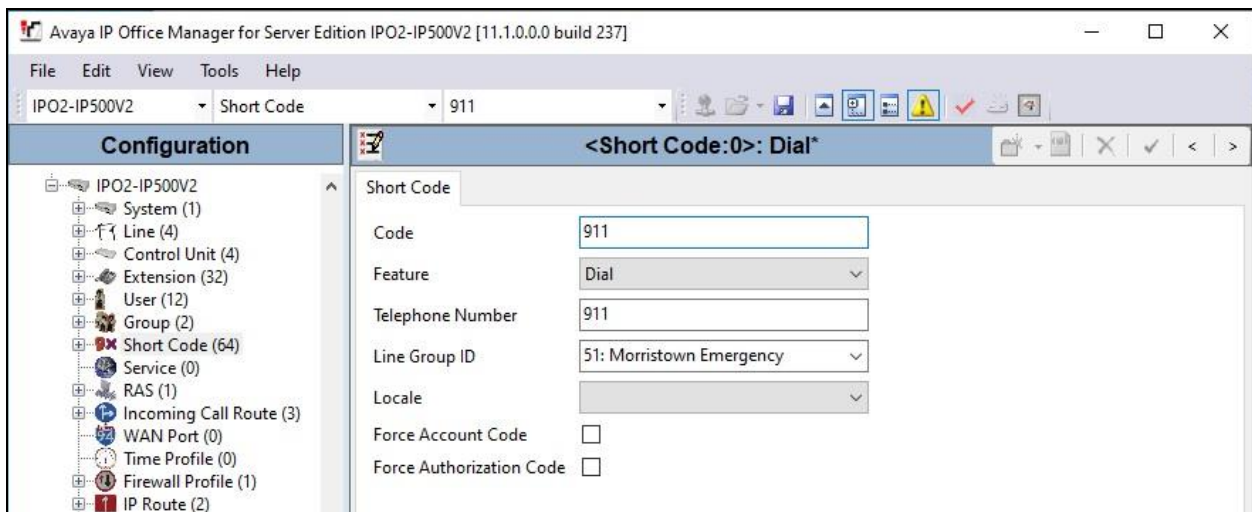 Avaya IP Office Manager for Server Edition IPO2-IP500V2 [11.1.0.0.0 build 237]
File Edit View Tools Help
IPO2-IP500V2 Short Code 911
Configuration
IPO2-IP500V2
System (1)
Line (4)
Control Unit (4)
Extension (32)
User (12)
Group (2)
Short Code (64)
Service (0)
RAS (1)
Incoming Call Route (3)
WAN Port (0)
Time Profile (0)
Firewall Profile (1)
IP Route (2)
<Short Code:0>: Dial*
Short Code
Code 911
Feature Dial
Telephone Number 911
Line Group ID 51: Morristown Emergency
Locale
Force Account Code
Force Authorization Code